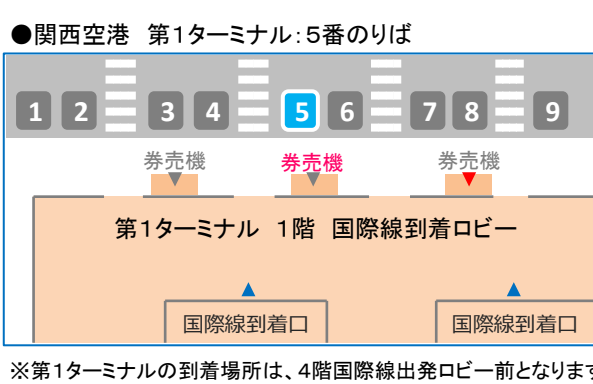 ●関西空港 第1ターミナル：5番のりば
1 2 3 4 5 6 7 8 9
券売機 券売機 券売機
第1ターミナル 1階 国際線到着ロビー
国際線到着口 国際線到着口
※第1ターミナルの到着場所は、4階国際線出発ロビー前となります